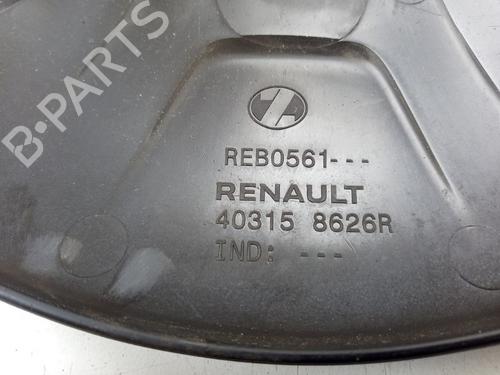 B-PARTS
REB0561---
RENAULT
40315 8626R
IND: ---